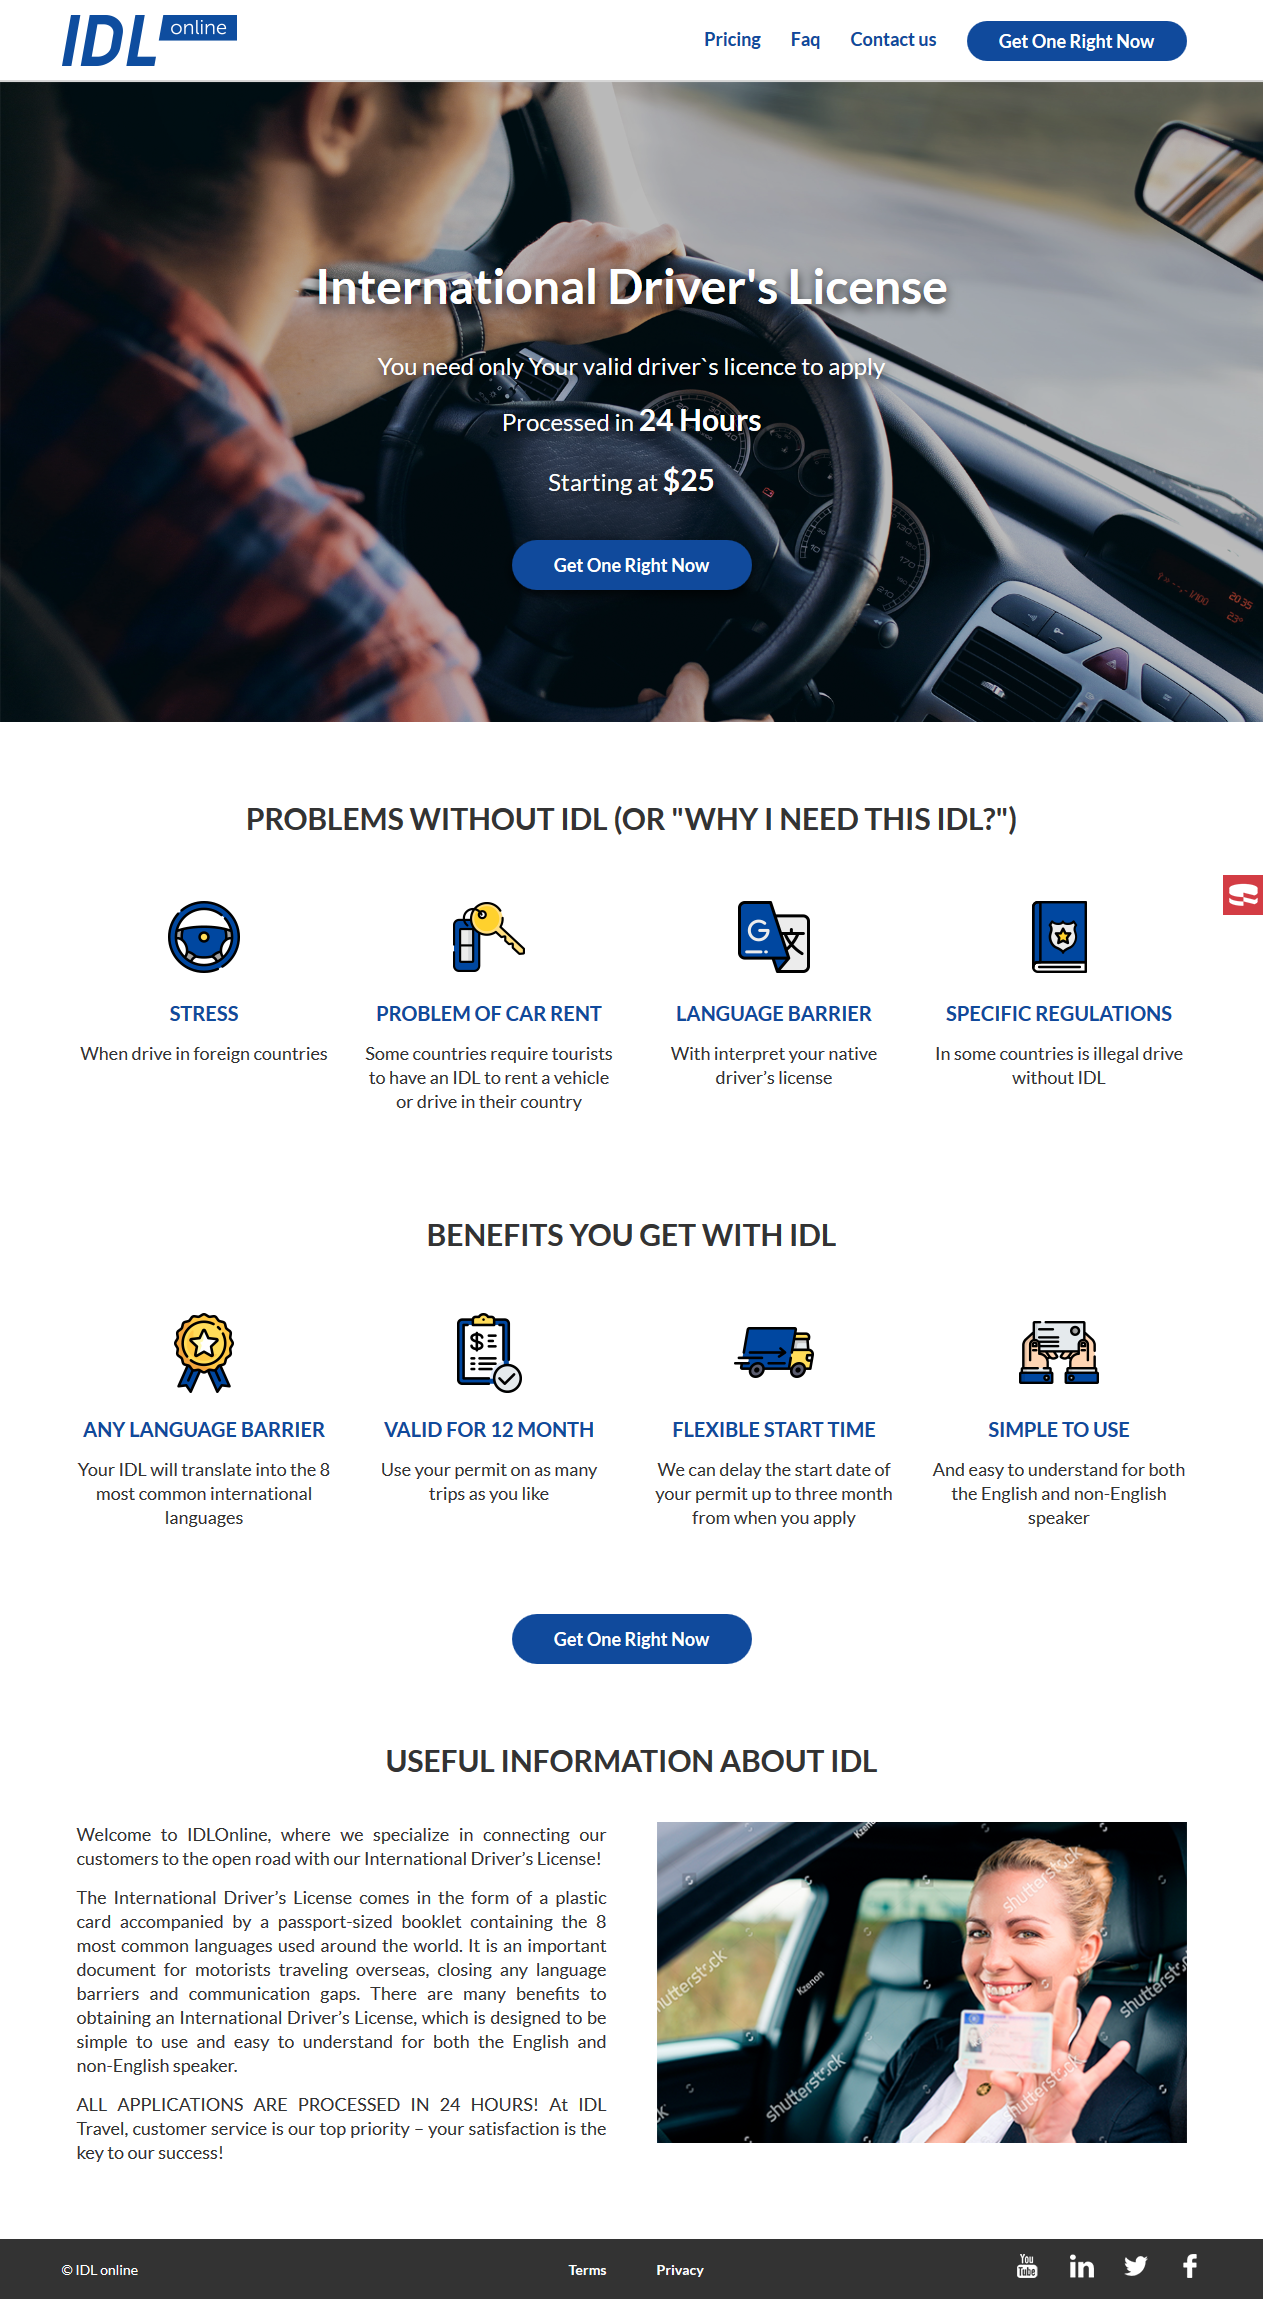 IDL online
Pricing Faq Contact us Get One Right Now
International Driver's License
You need only Your valid driver`s licence to apply
Processed in 24 Hours
Starting at $25
Get One Right Now
PROBLEMS WITHOUT IDL (OR "WHY I NEED THIS IDL?")
STRESS
When drive in foreign countries
PROBLEM OF CAR RENT
Some countries require tourists
to have an IDL to rent a vehicle
or drive in their country
LANGUAGE BARRIER
With interpret your native
driver’s license
SPECIFIC REGULATIONS
In some countries is illegal drive
without IDL
BENEFITS YOU GET WITH IDL
ANY LANGUAGE BARRIER
Your IDL will translate into the 8
most common international
languages
VALID FOR 12 MONTH
Use your permit on as many
trips as you like
FLEXIBLE START TIME
We can delay the start date of
your permit up to three month
from when you apply
SIMPLE TO USE
And easy to understand for both
the English and non-English
speaker
Get One Right Now
USEFUL INFORMATION ABOUT IDL
Welcome to IDLOnline, where we specialize in connecting our
customers to the open road with our International Driver’s License!
The International Driver’s License comes in the form of a plastic
card accompanied by a passport-sized booklet containing the 8
most common languages used around the world. It is an important
document for motorists traveling overseas, closing any language
barriers and communication gaps. There are many benefits to
obtaining an International Driver’s License, which is designed to be
simple to use and easy to understand for both the English and
non-English speaker.
ALL APPLICATIONS ARE PROCESSED IN 24 HOURS! At IDL
Travel, customer service is our top priority – your satisfaction is the
key to our success!
shutterstock
Kzenon
shutterstock
shutterstock
© IDL online
Terms Privacy
You Tube in